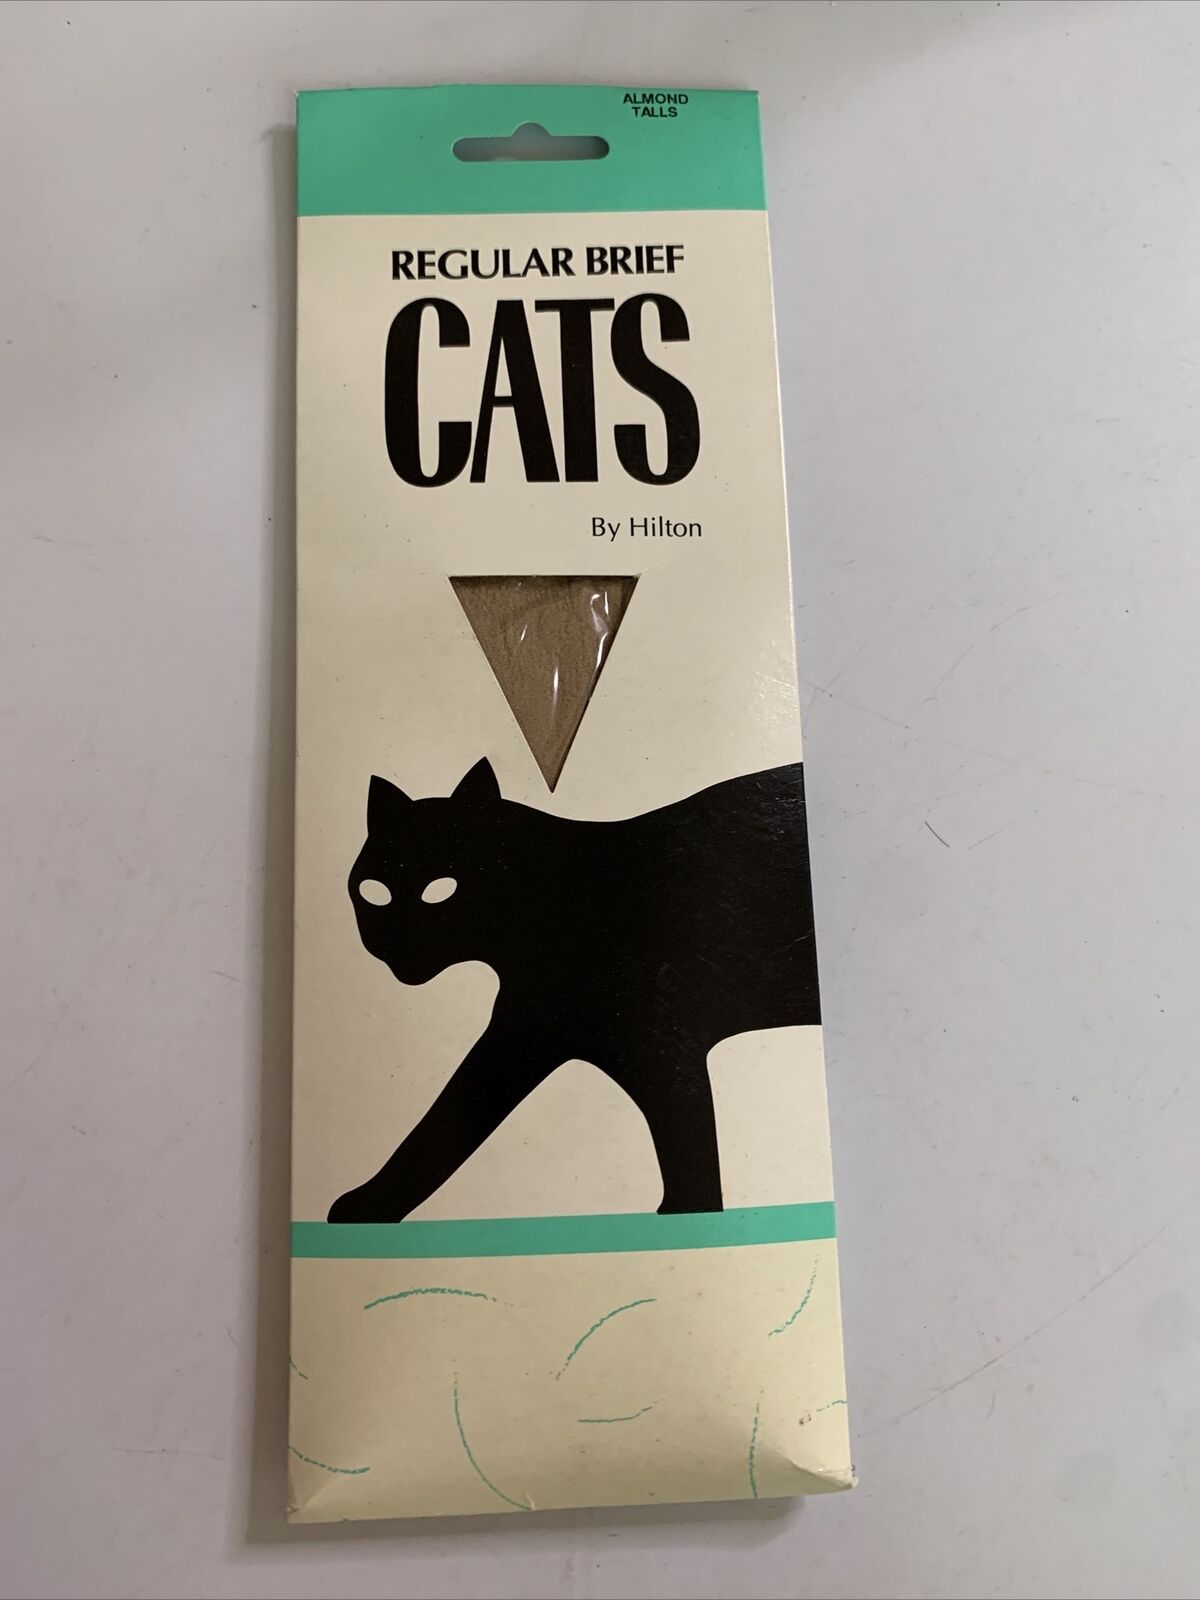 ALMOND
TALLS
REGULAR BRIEF
CATS
By Hilton